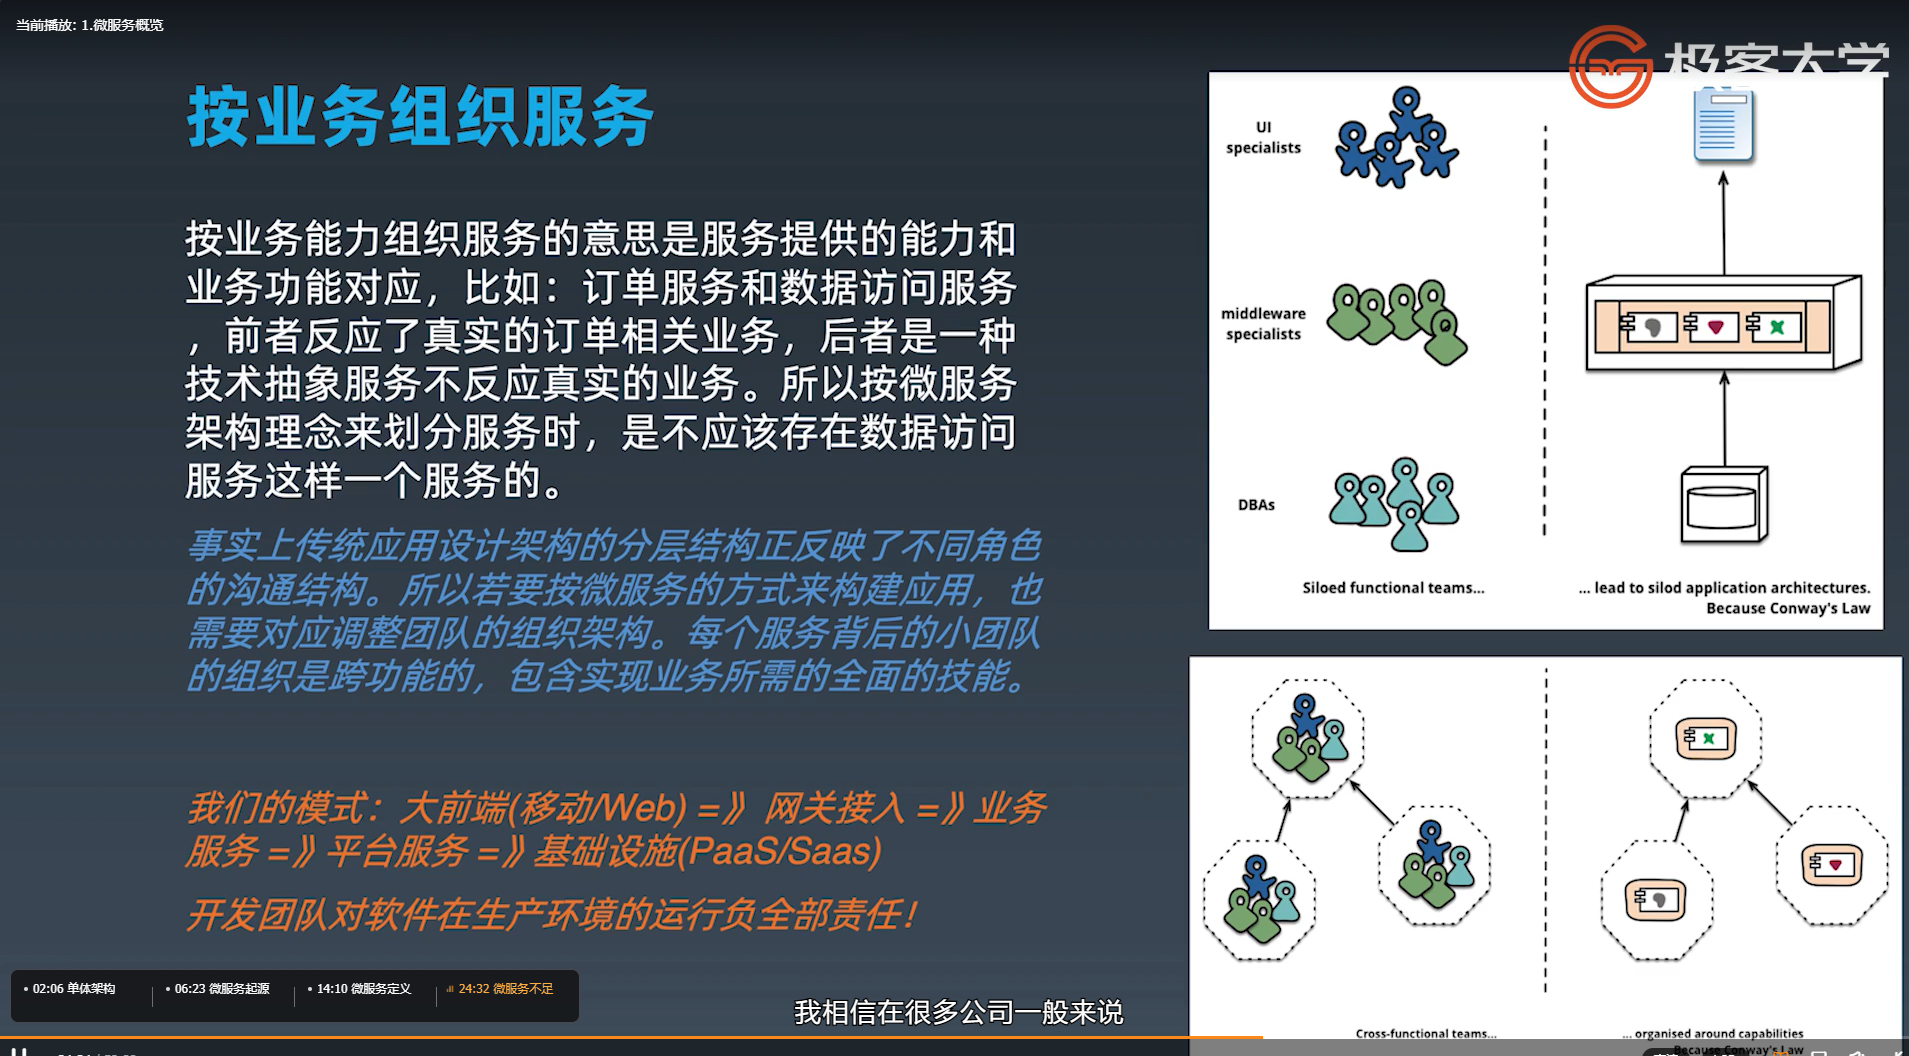 当前播放: 1.微服务概览
极客大学
按业务组织服务
按业务能力组织服务的意思是服务提供的能力和
业务功能对应，比如：订单服务和数据访问服务
，前者反应了真实的订单相关业务，后者是一种
技术抽象服务不反应真实的业务。所以按微服务
架构理念来划分服务时，是不应该存在数据访问
服务这样一个服务的。
事实上传统应用设计架构的分层结构正反映了不同角色
的沟通结构。所以若要按微服务的方式来构建应用，也
需要对应调整团队的组织架构。每个服务背后的小团队
的组织是跨功能的，包含实现业务所需的全面的技能。
我们的模式：大前端(移动/Web) =》 网关接入 =》业务
服务 =》平台服务 =》基础设施(PaaS/Saas)
开发团队对软件在生产环境的运行负全部责任！
UI
specialists
middleware
specialists
DBAs
Siloed functional teams...
... lead to silod application architectures.
Because Conway's Law
Cross-functional teams...
... organised around capabilities
Because Conway's Law
02:06 单体架构
06:23 微服务起源
14:10 微服务定义
24:32 微服务不足
我相信在很多公司一般来说